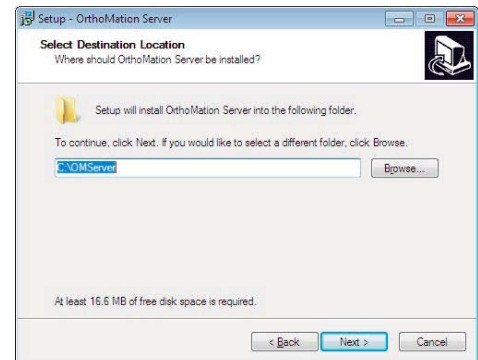 Setup - OrthoMation Server
Select Destination Location
Where should OrthoMation Server be installed?
Setup will install OrthoMation Server into the following folder.
To continue, click Next. If you would like to select a different folder, click Browse.
C:\OMServer
Browse...
At least 16.6 MB of free disk space is required.
< Back
Next >
Cancel